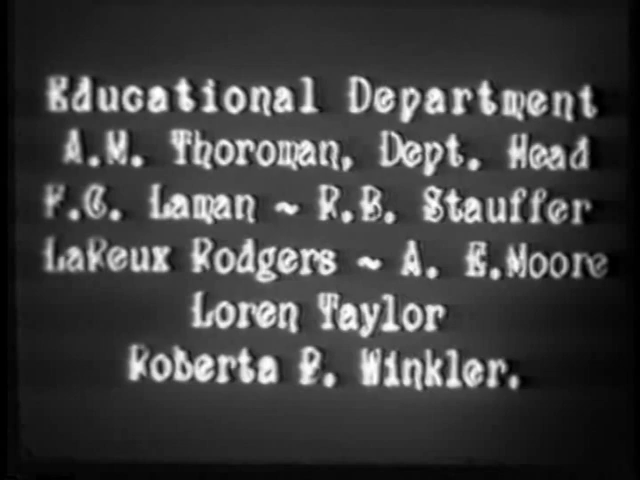 Educational Department
A.M. Thoroman, Dept. Head
F.C. Laman ~ R.B. Stauffer
LaReux Rodgers ~ A. E.Moore
Loren Taylor
Roberta P. Winkler.